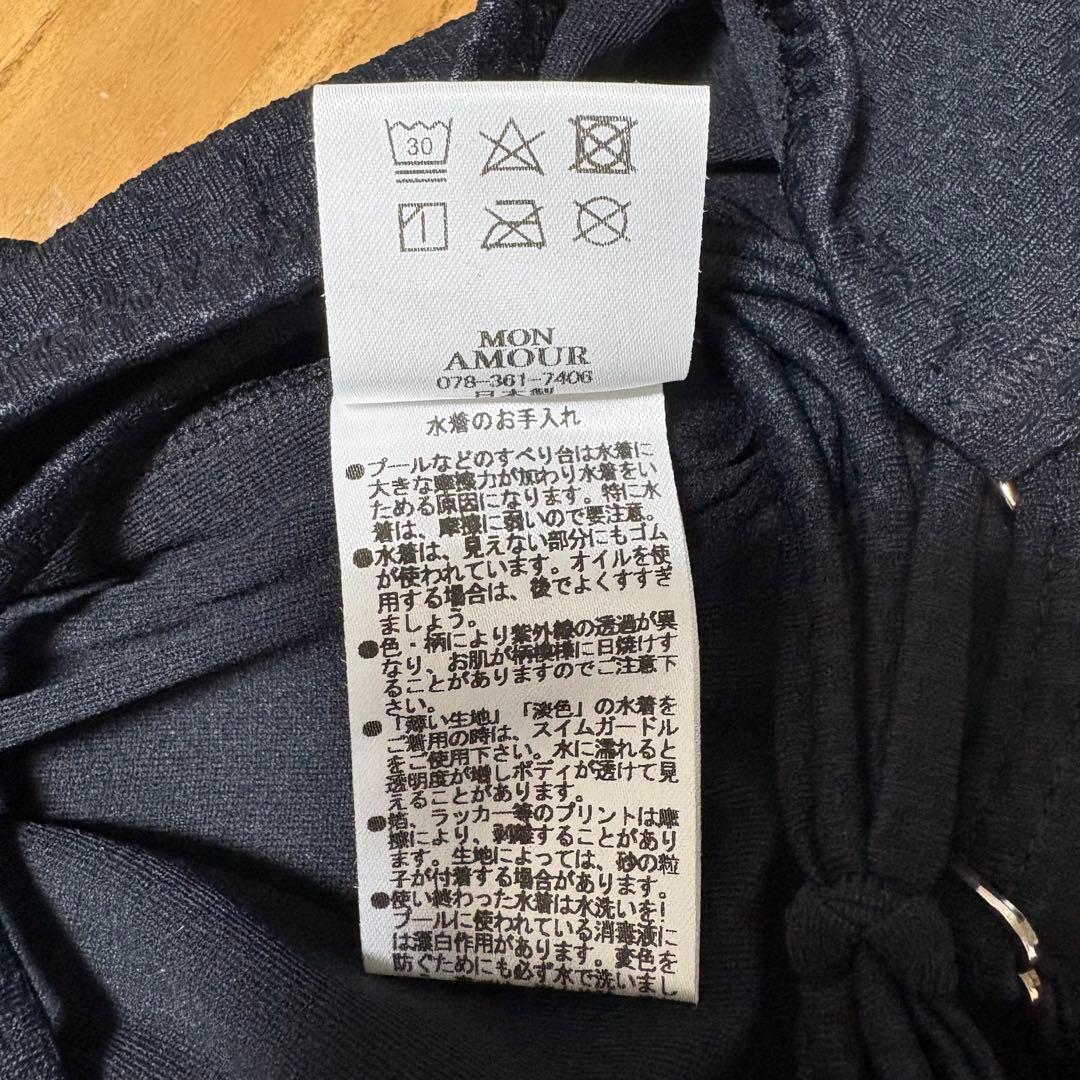 30
MON
AMOUR
078-361-7406
日本製
水着のお手入れ
●プールなどのすべり台は水着に
大きな摩擦力が加わり水着をい
ためる原因になります。特に水
着は、摩擦に弱いので要注意。
●水着は、見えない部分にもゴム
が使われています。オイルを使
用する場合は、後でよくすすぎ
ましょう。
●色・柄により紫外線の透過が異
なり、お肌が柄模様に日焼けす
ることがありますのでご注意下
さい。
●「薄い生地」「淡色」の水着を
ご着用の時は、スイムガードル
をご使用下さい。水に濡れると
透明度が増しボディが透けて見
えることがあります。
●箔、ラッカー等のプリントは摩
擦により、剥離することがあり
ます。生地によっては、砂の粒
子が付着する場合があります。
●使い終わった水着は水洗いを!
プールに使われている消毒液に
は漂白作用があります。変色を
防ぐためにも必ず水で洗いまし